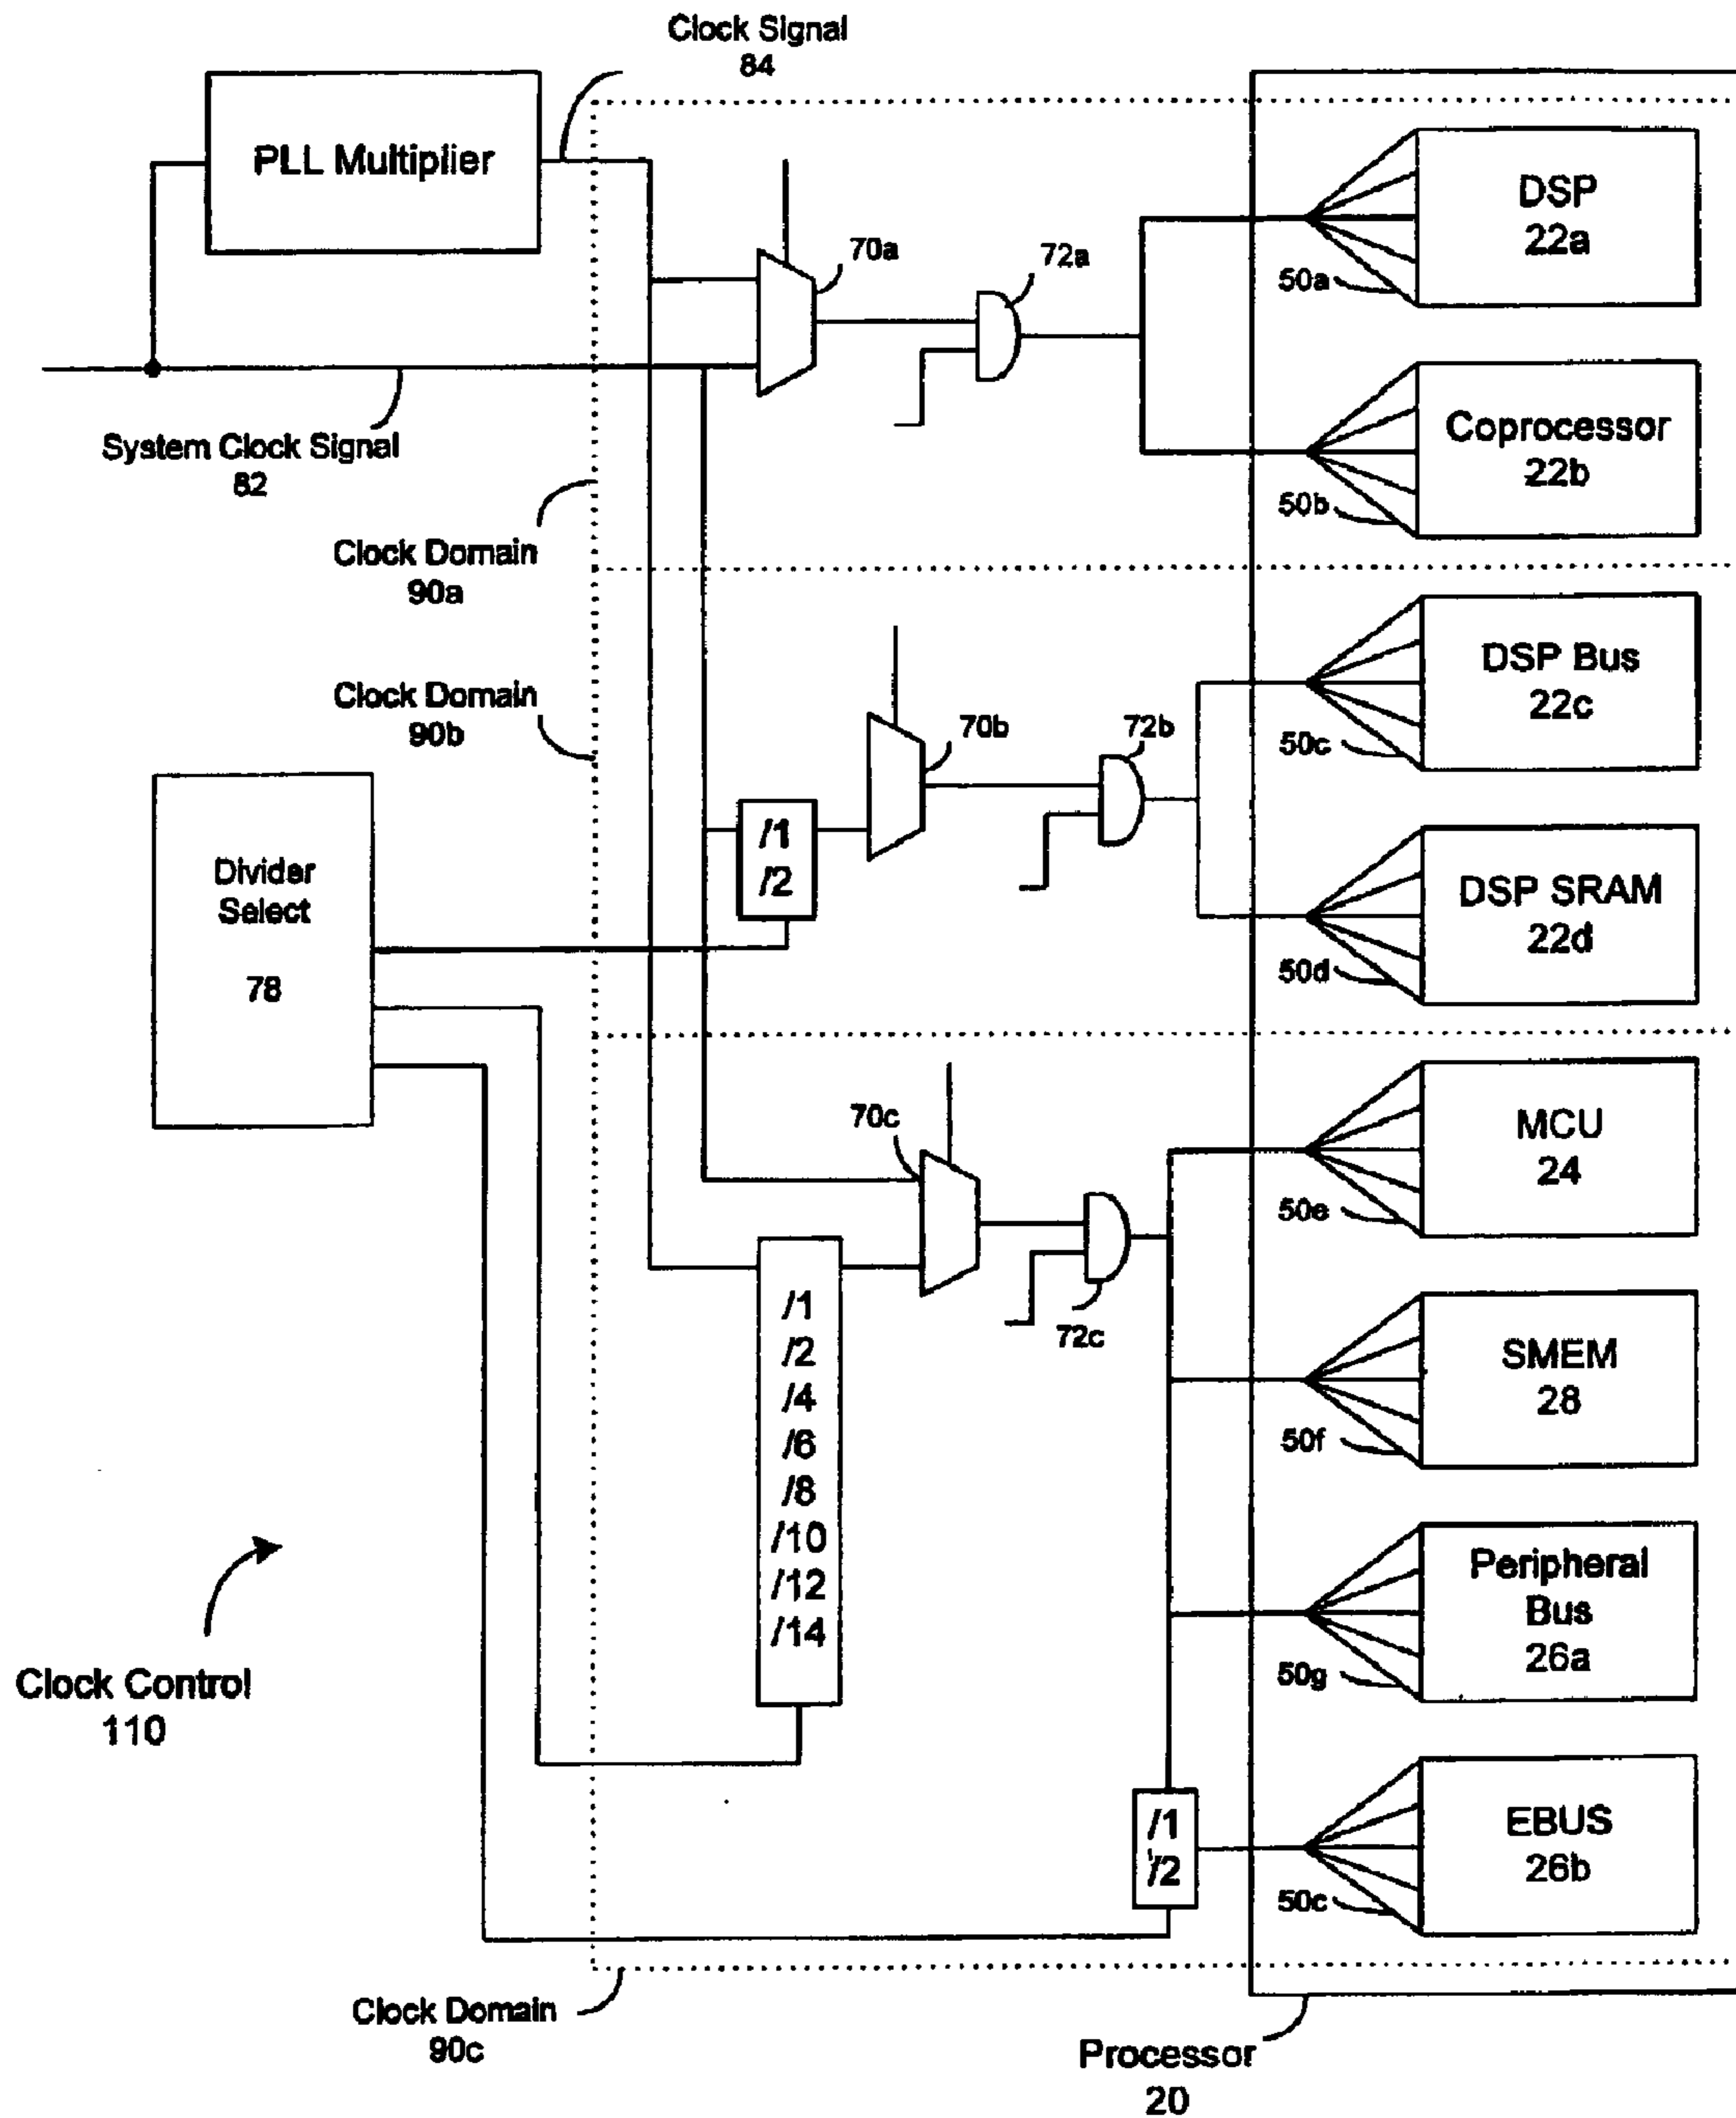 Clock Signal
84
PLL Multiplier
70a
72a
DSP
22a
50a
System Clock Signal
82
Coprocessor
22b
50b
Clock Domain
90a
Clock Domain
90b
70b
72b
DSP Bus
22c
50c
Divider
Select
78
/1
/2
DSP SRAM
22d
50d
70c
72c
MCU
24
50e
/1
/2
/4
/6
/8
/10
/12
/14
SMEM
28
50f
Peripheral
Bus
26a
50g
Clock Control
110
/1
/2
EBUS
26b
50c
Clock Domain
90c
Processor
20